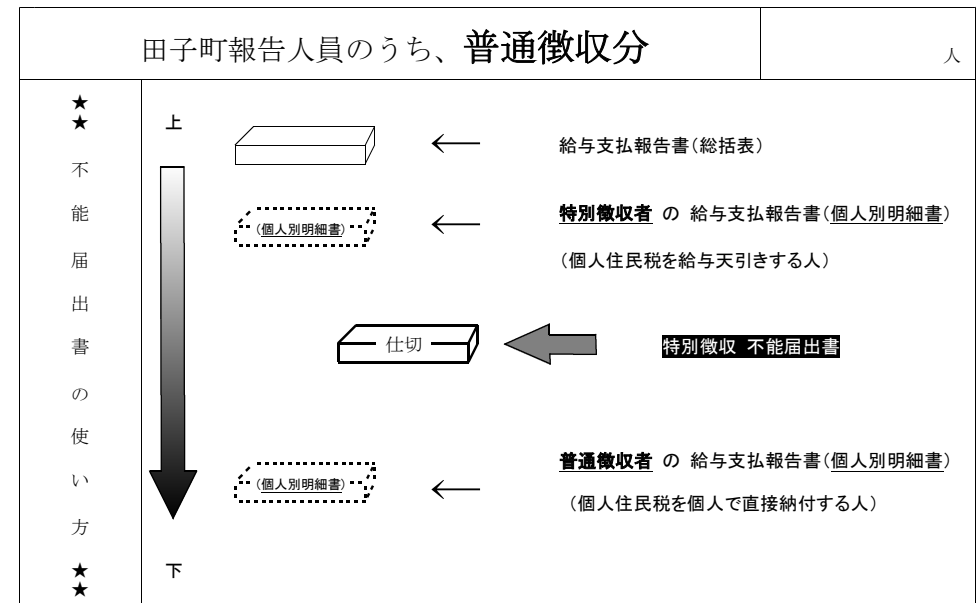 田子町報告人員のうち、普通徴収分
人
★★ 不能届出書の使い方 ★★
上
給与支払報告書(総括表)
(個人別明細書)
特別徴収者 の 給与支払報告書(個人別明細書)
(個人住民税を給与天引きする人)
仕切
特別徴収 不能届出書
(個人別明細書)
普通徴収者 の 給与支払報告書(個人別明細書)
(個人住民税を個人で直接納付する人)
下